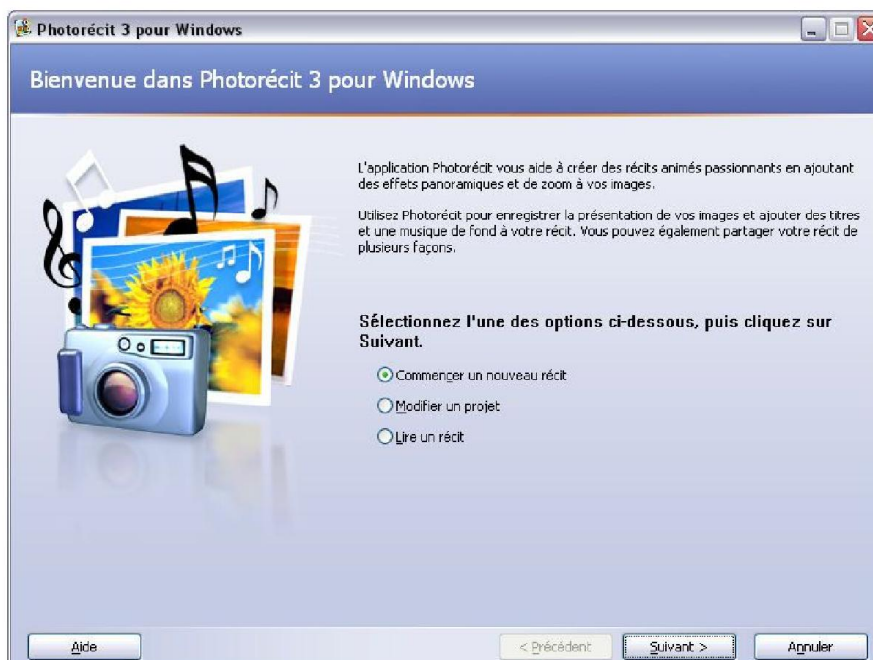 Photorécit 3 pour Windows
Bienvenue dans Photorécit 3 pour Windows
L'application Photorécit vous aide à créer des récits animés passionnants en ajoutant
des effets panoramiques et de zoom à vos images.
Utilisez Photorécit pour enregistrer la présentation de vos images et ajouter des titres
et une musique de fond à votre récit. Vous pouvez également partager votre récit de
plusieurs façons.
Sélectionnez l'une des options ci-dessous, puis cliquez sur
Suivant.
Commencer un nouveau récit
Modifier un projet
Lire un récit
Aide
< Précédent
Suivant >
Annuler